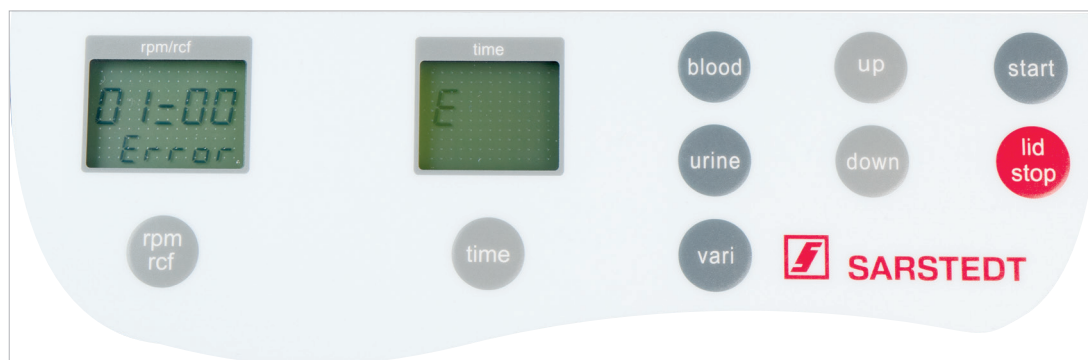 rpm/rcf
01=00
Error
rpm
rcf
time
E
time
blood
urine
vari
up
down
start
lid
stop
SARSTEDT